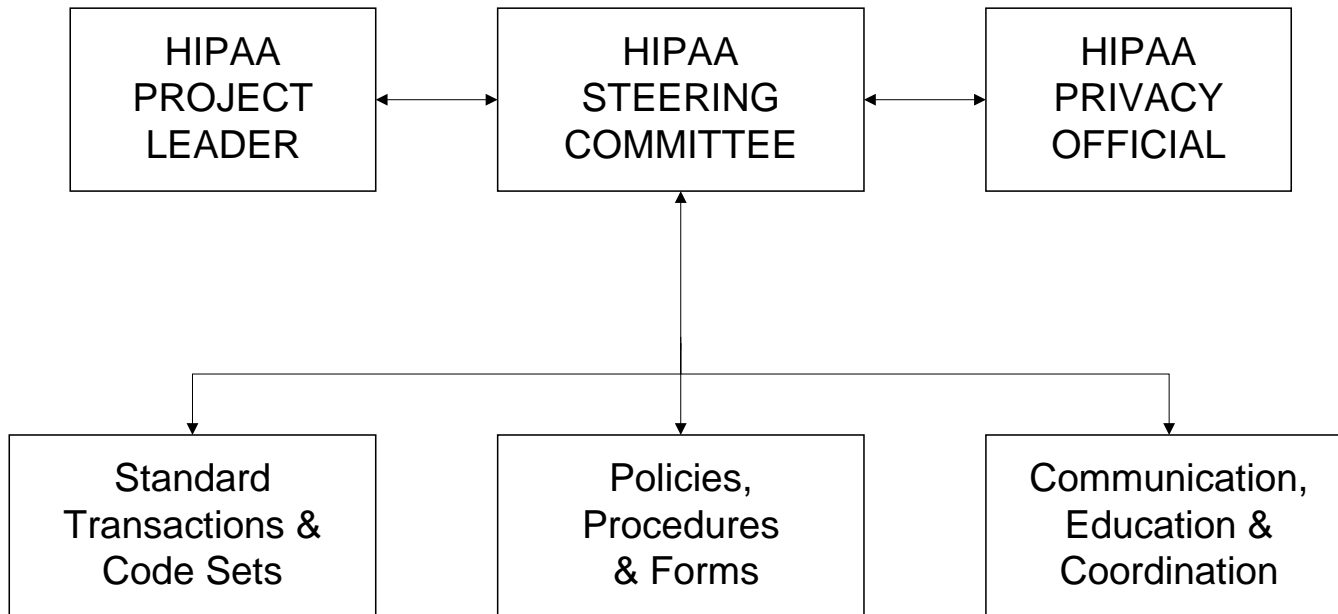 HIPAA
PROJECT
LEADER
HIPAA
STEERING
COMMITTEE
HIPAA
PRIVACY
OFFICIAL
Standard
Transactions &
Code Sets
Policies,
Procedures
& Forms
Communication,
Education &
Coordination